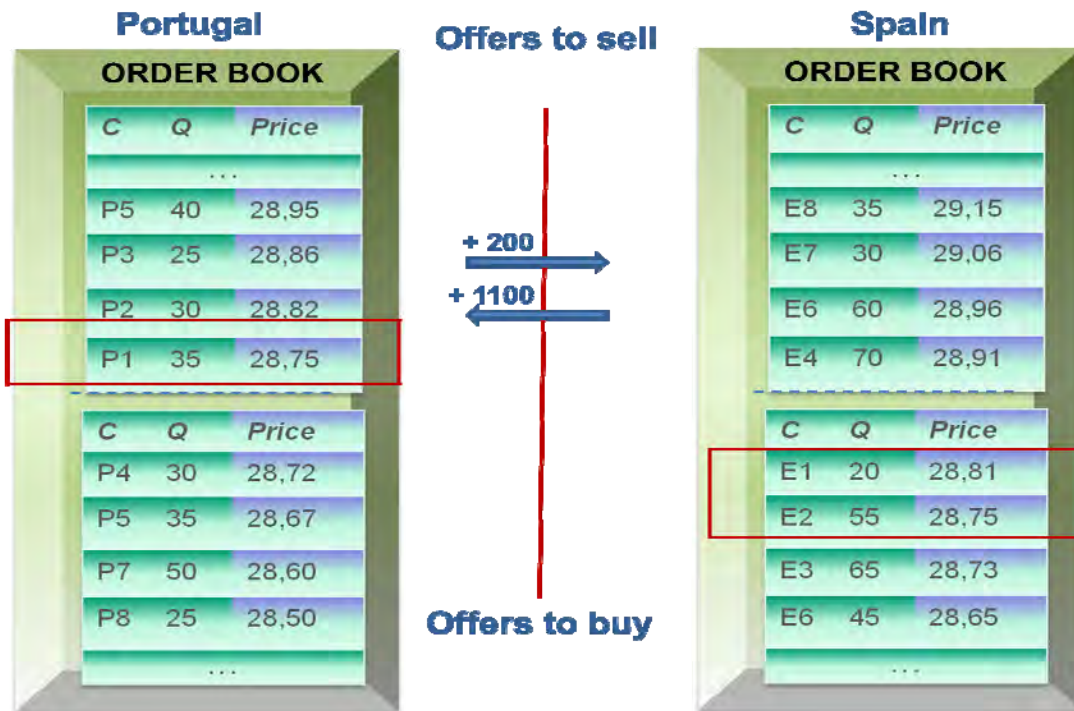 Portugal
ORDER BOOK
C Q Price
...
P5 40 28,95
P3 25 28,86
P2 30 28,82
P1 35 28,75
C Q Price
P4 30 28,72
P5 35 28,67
P7 50 28,60
P8 25 28,50
...
Offers to sell
+ 200
+ 1100
Offers to buy
Spain
ORDER BOOK
C Q Price
...
E8 35 29,15
E7 30 29,06
E6 60 28,96
E4 70 28,91
C Q Price
E1 20 28,81
E2 55 28,75
E3 65 28,73
E6 45 28,65
...